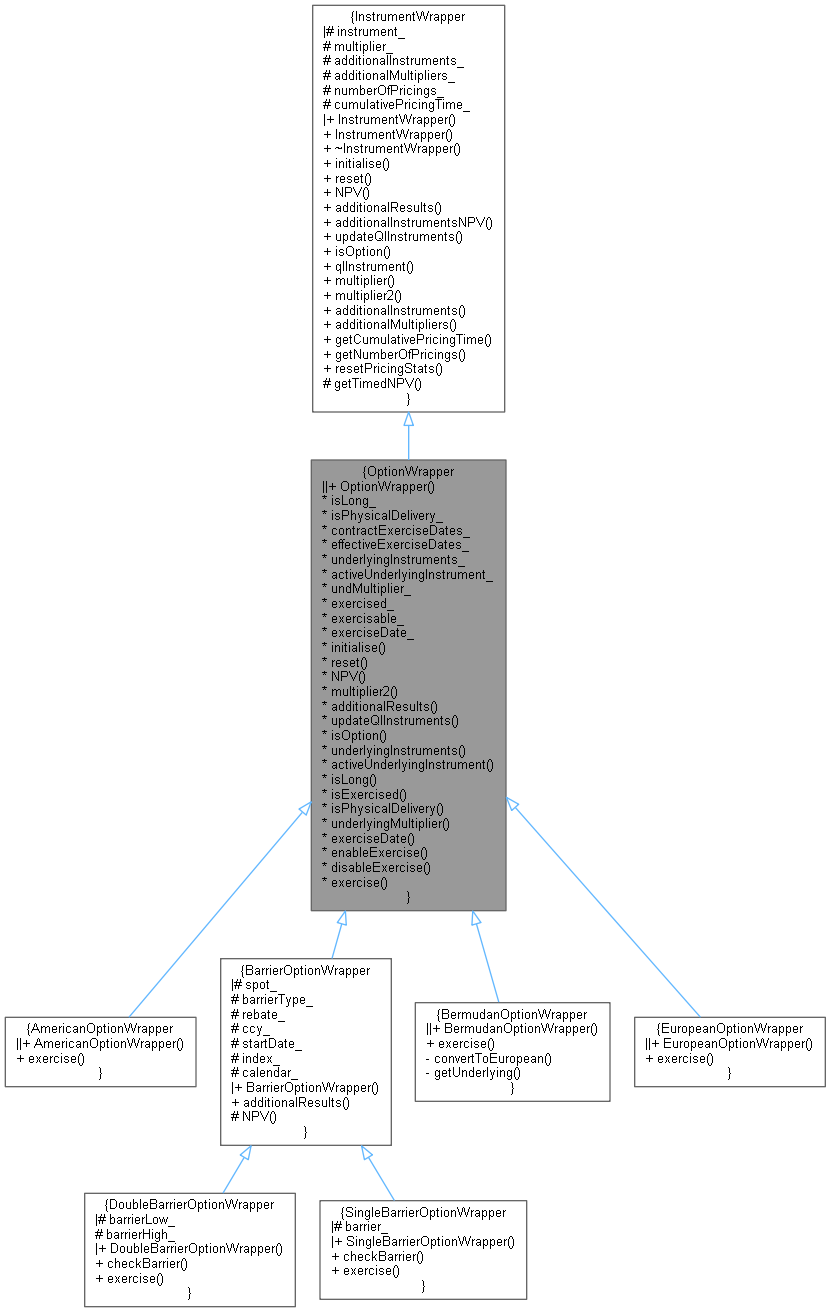 {InstrumentWrapper
|# instrument_
# multiplier_
# additionalInstruments_
# additionalMultipliers_
# numberOfPricings_
# cumulativePricingTime_
|+ InstrumentWrapper()
+ InstrumentWrapper()
+ ~InstrumentWrapper()
+ initialise()
+ reset()
+ NPV()
+ additionalResults()
+ additionalInstrumentsNPV()
+ updateQlInstruments()
+ isOption()
+ qlInstrument()
+ multiplier()
+ multiplier2()
+ additionalInstruments()
+ additionalMultipliers()
+ getCumulativePricingTime()
+ getNumberOfPricings()
+ resetPricingStats()
# getTimedNPV()
}
{OptionWrapper
||+ OptionWrapper()
* isLong_
* isPhysicalDelivery_
* contractExerciseDates_
* effectiveExerciseDates_
* underlyingInstruments_
* activeUnderlyingInstrument_
* undMultiplier_
* exercised_
* exercisable_
* exerciseDate_
* initialise()
* reset()
* NPV()
* multiplier2()
* additionalResults()
* updateQlInstruments()
* isOption()
* underlyingInstruments()
* activeUnderlyingInstrument()
* isLong()
* isExercised()
* isPhysicalDelivery()
* underlyingMultiplier()
* exerciseDate()
* enableExercise()
* disableExercise()
* exercise()
}
{AmericanOptionWrapper
||+ AmericanOptionWrapper()
+ exercise()
}
{BarrierOptionWrapper
|# spot_
# barrierType_
# rebate_
# ccy_
# startDate_
# index_
# calendar_
|+ BarrierOptionWrapper()
+ additionalResults()
# NPV()
}
{BermudanOptionWrapper
||+ BermudanOptionWrapper()
+ exercise()
- convertToEuropean()
- getUnderlying()
}
{EuropeanOptionWrapper
||+ EuropeanOptionWrapper()
+ exercise()
}
{DoubleBarrierOptionWrapper
|# barrierLow_
# barrierHigh_
|+ DoubleBarrierOptionWrapper()
+ checkBarrier()
+ exercise()
}
{SingleBarrierOptionWrapper
|# barrier_
|+ SingleBarrierOptionWrapper()
+ checkBarrier()
+ exercise()
}